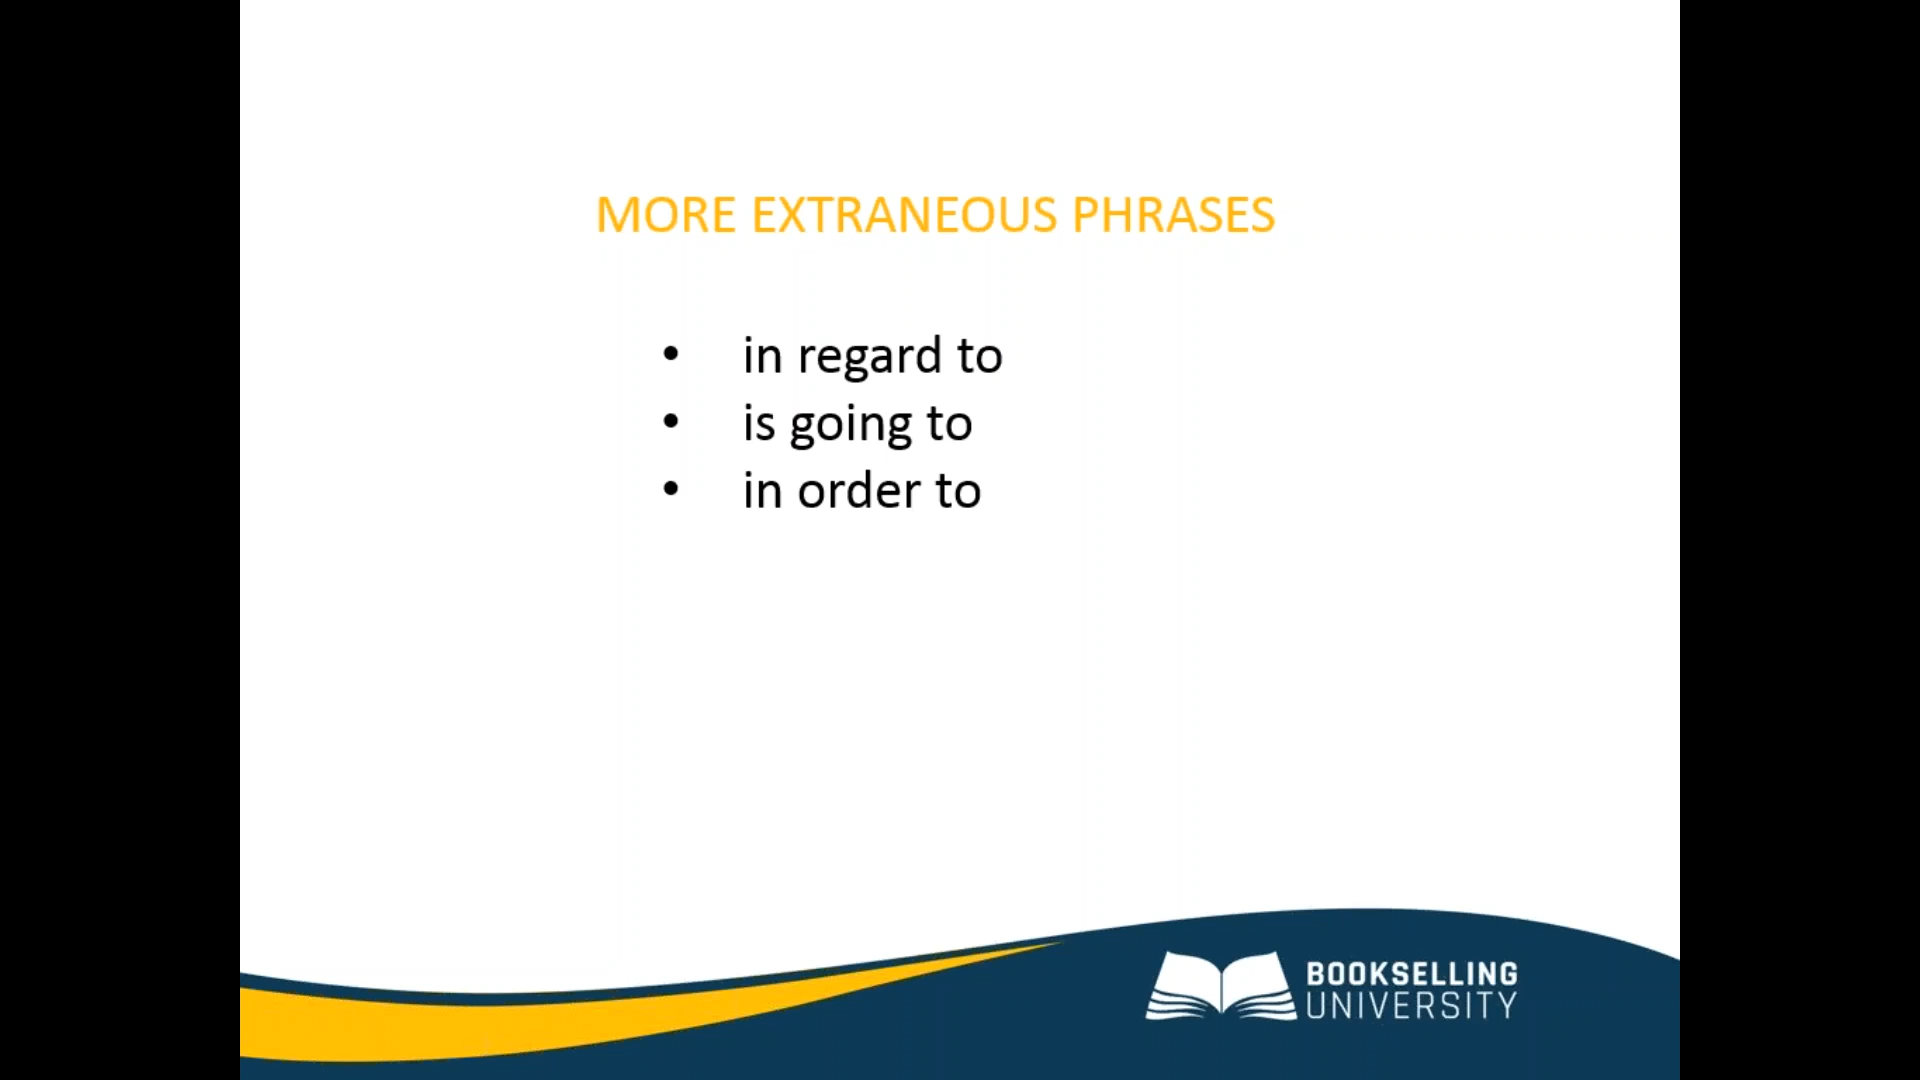 MORE EXTRANEOUS PHRASES
• in regard to
• is going to
• in order to
BOOKSELLING
UNIVERSITY